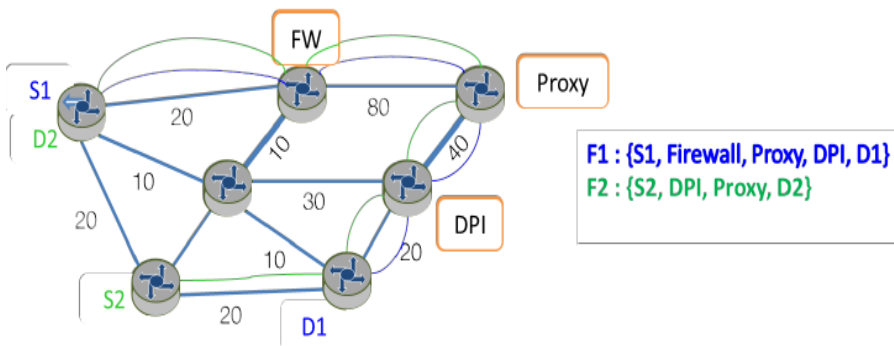 FW
S1
20
80
Proxy
D2
10
40
F1 : {S1, Firewall, Proxy, DPI, D1}
10
30
F2 : {S2, DPI, Proxy, D2}
20
DPI
10
20
S2
20
D1